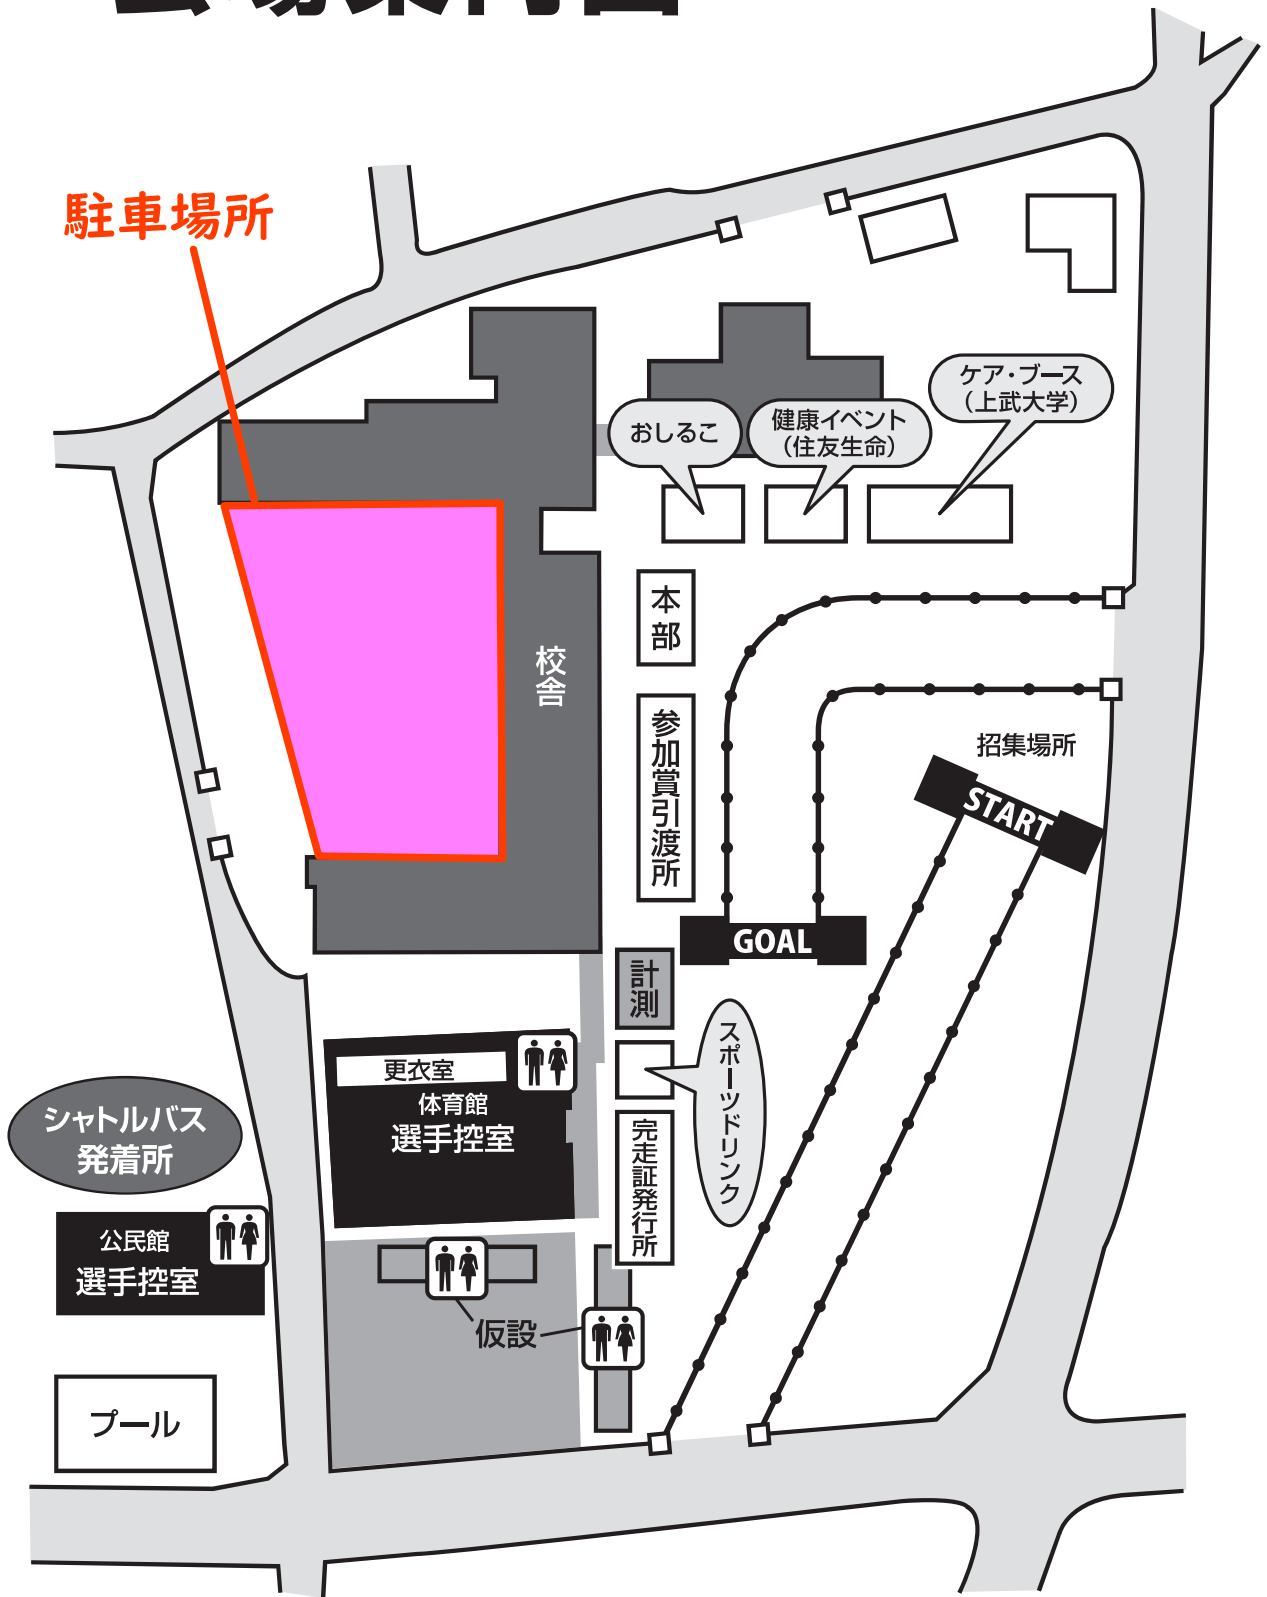 駐車場所
ケア・ブース
（上武大学）
おしるこ
健康イベント
（住友生命）
本部
校舎
参加賞引渡所
招集場所
START
GOAL
計測
スポーツドリンク
更衣室
体育館
選手控室
シャトルバス
発着所
完走証発行所
公民館
選手控室
仮設
プール